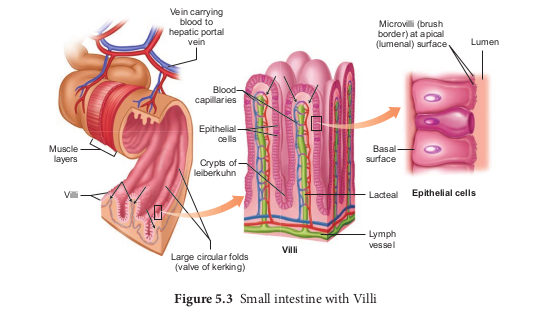 Vein carrying
blood to
hepatic portal
vein
Muscle
layers
Villi
Large circular folds
(valve of kerking)
Blood
capillaries
Epithelial
cells
Crypts of
leiberkuhn
Villi
Lacteal
Lymph
vessel
Microvilli (brush
border) at apical
(lumenal) surface
Lumen
Basal
surface
Epithelial cells
Figure 5.3 Small intestine with Villi